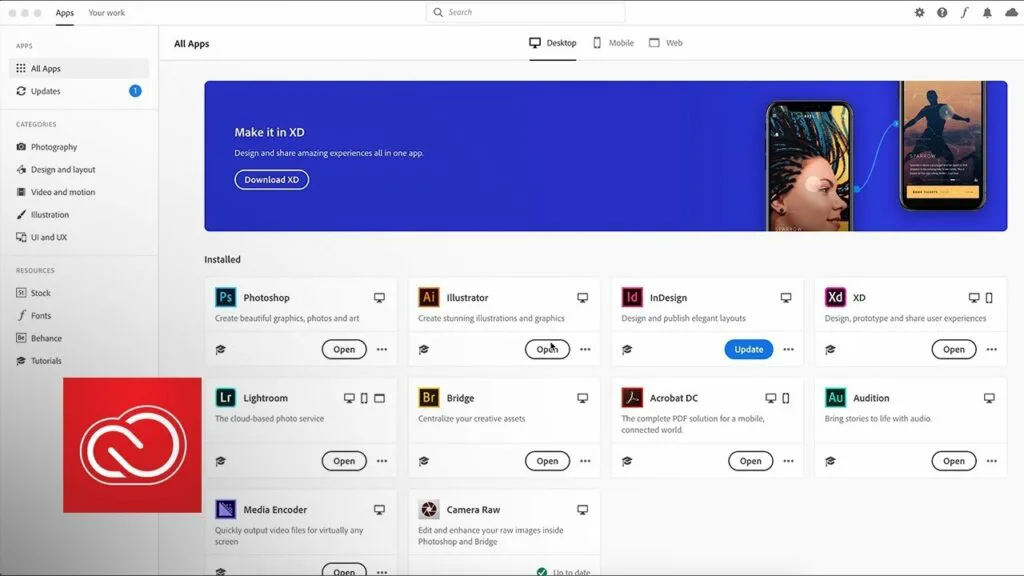 Apps
Your work
Search
APPS
All Apps
Updates
1
CATEGORIES
Photography
Design and layout
Video and motion
Illustration
UI and UX
RESOURCES
St
Stock
Fonts
Be
Behance
Tutorials
All Apps
Desktop
Mobile
Web
Make it in XD
Design and share amazing experiences all in one app.
Download XD
SPARROW
SPARROW
Installed
Ps
Photoshop
Create beautiful graphics, photos and art
Open
Ai
Illustrator
Create stunning illustrations and graphics
Open
Id
InDesign
Design and publish elegant layouts
Update
Xd
XD
Design, prototype and share user experiences
Open
Lr
Lightroom
The cloud-based photo service
Open
Br
Bridge
Centralize your creative assets
Open
Acrobat DC
The complete PDF solution for a mobile,
connected world.
Open
Au
Audition
Bring stories to life with audio.
Open
Media Encoder
Quickly output video files for virtually any
screen
Open
Camera Raw
Edit and enhance your raw images inside
Photoshop and Bridge
Up to date